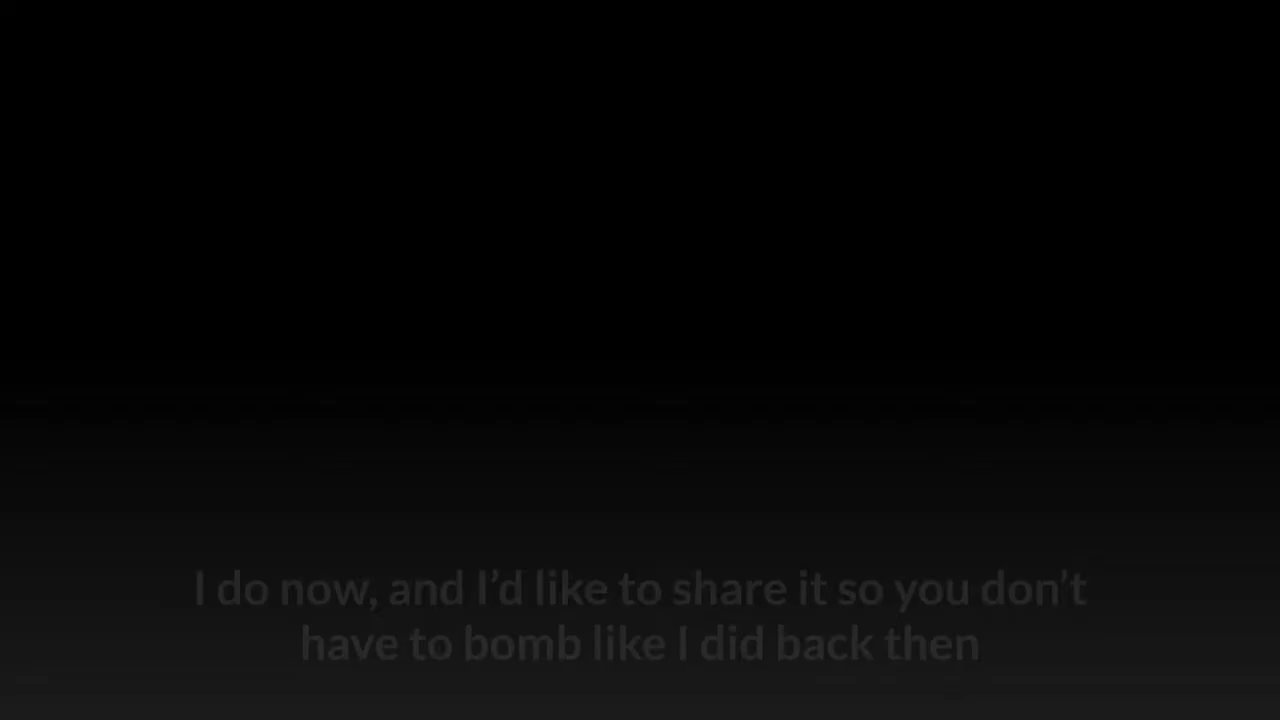 I do now, and I’d like to share it so you don’t
have to bomb like I did back then